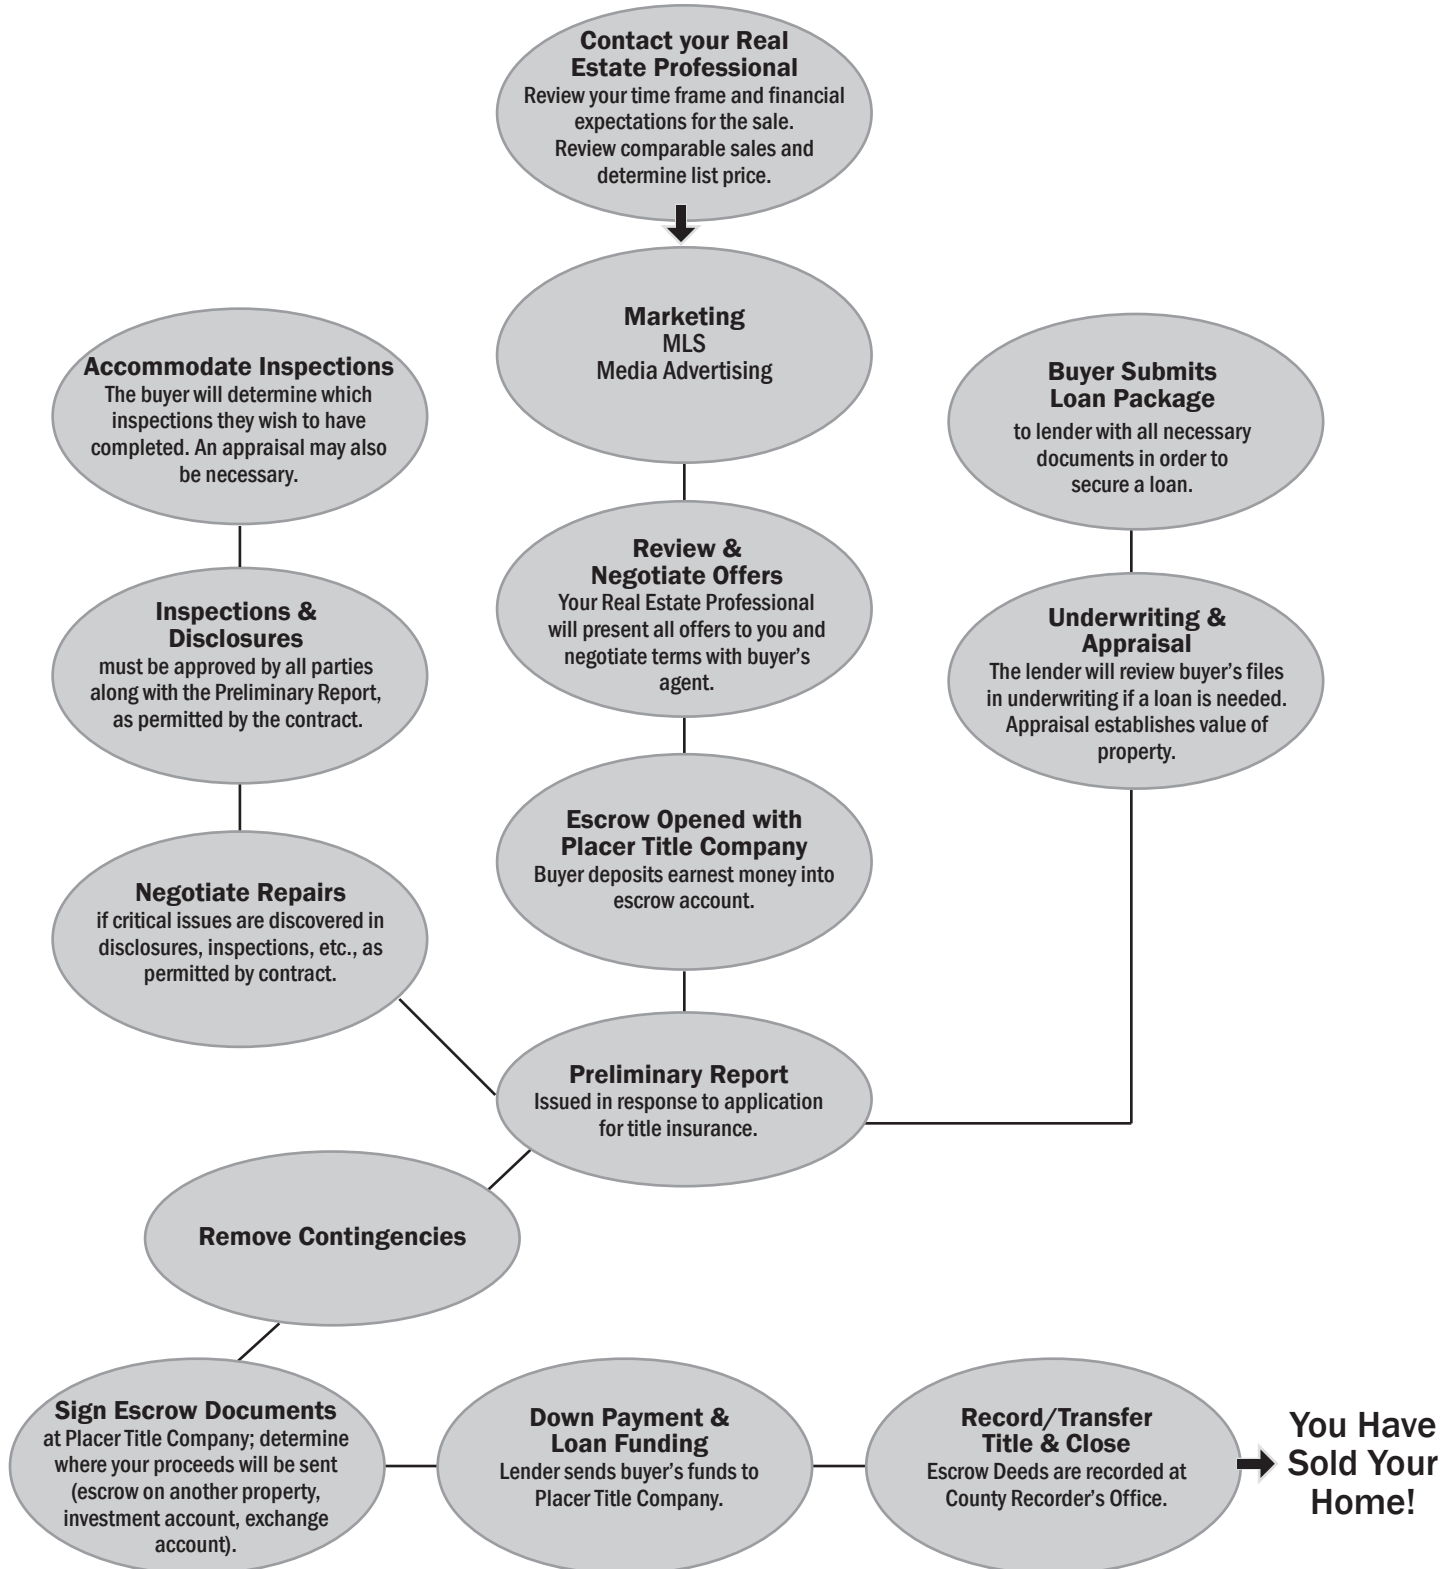 Contact your Real
Estate Professional
Review your time frame and financial
expectations for the sale.
Review comparable sales and
determine list price.
Marketing
MLS
Media Advertising
Accommodate Inspections
The buyer will determine which
inspections they wish to have
completed. An appraisal may also
be necessary.
Buyer Submits
Loan Package
to lender with all necessary
documents in order to
secure a loan.
Review &
Negotiate Offers
Your Real Estate Professional
will present all offers to you and
negotiate terms with buyer’s
agent.
Inspections &
Disclosures
must be approved by all parties
along with the Preliminary Report,
as permitted by the contract.
Underwriting &
Appraisal
The lender will review buyer’s files
in underwriting if a loan is needed.
Appraisal establishes value of
property.
Escrow Opened with
Placer Title Company
Buyer deposits earnest money into
escrow account.
Negotiate Repairs
if critical issues are discovered in
disclosures, inspections, etc., as
permitted by contract.
Preliminary Report
Issued in response to application
for title insurance.
Remove Contingencies
Sign Escrow Documents
at Placer Title Company; determine
where your proceeds will be sent
(escrow on another property,
investment account, exchange
account).
Down Payment &
Loan Funding
Lender sends buyer’s funds to
Placer Title Company.
Record/Transfer
Title & Close
Escrow Deeds are recorded at
County Recorder’s Office.
You Have
Sold Your
Home!